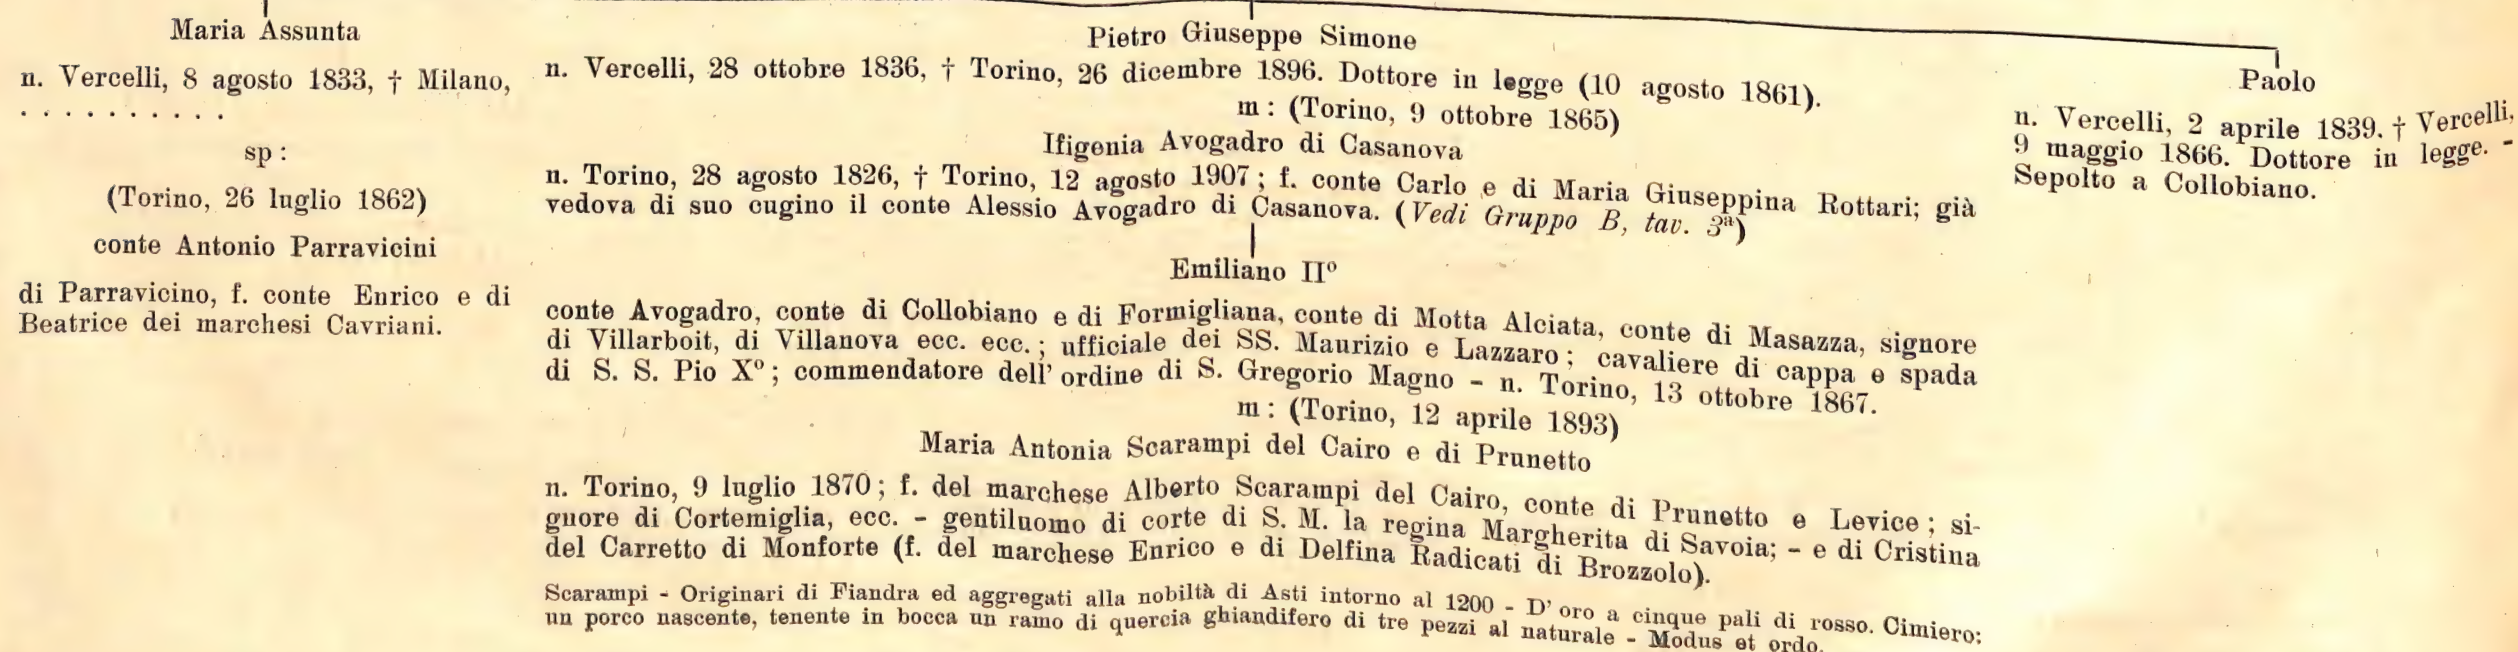 Maria Assunta
n. Vercelli, 8 agosto 1833, † Milano,
. . . . . . . . . .
sp :
(Torino, 26 luglio 1862)
conte Antonio Parravicini
di Parravicino, f. conte Enrico e di
Beatrice dei marchesi Cavriani.
Pietro Giuseppe Simone
n. Vercelli, 28 ottobre 1836, † Torino, 26 dicembre 1896. Dottore in legge (10 agosto 1861).
m : (Torino, 9 ottobre 1865)
Ifigenia Avogadro di Casanova
n. Torino, 28 agosto 1826, † Torino, 12 agosto 1907 ; f. conte Carlo e di Maria Giuseppina Rottari; già
vedova di suo cugino il conte Alessio Avogadro di Casanova. (Vedi Gruppo B, tav. 3ª)
Emiliano IIº
conte Avogadro, conte di Collobiano e di Formigliana, conte di Motta Alciata, conte di Masazza, signore
di Villarboit, di Villanova ecc. ecc. ; ufficiale dei SS. Maurizio e Lazzaro ; cavaliere di cappa e spada
di S. S. Pio Xº ; commendatore dell' ordine di S. Gregorio Magno - n. Torino, 13 ottobre 1867.
m : (Torino, 12 aprile 1893)
Maria Antonia Scarampi del Cairo e di Prunetto
n. Torino, 9 luglio 1870 ; f. del marchese Alberto Scarampi del Cairo, conte di Prunetto e Levice ; si-
gnore di Cortemiglia, ecc. - gentiluomo di corte di S. M. la regina Margherita di Savoia; - e di Cristina
del Carretto di Monforte (f. del marchese Enrico e di Delfina Radicati di Brozzolo).
Scarampi - Originari di Fiandra ed aggregati alla nobiltà di Asti intorno al 1200 - D' oro a cinque pali di rosso. Cimiero:
un porco nascente, tenente in bocca un ramo di quercia ghiandifero di tre pezzi al naturale - Modus et ordo.
Paolo
n. Vercelli, 2 aprile 1839. † Vercelli,
9 maggio 1866. Dottore in legge. -
Sepolto a Collobiano.